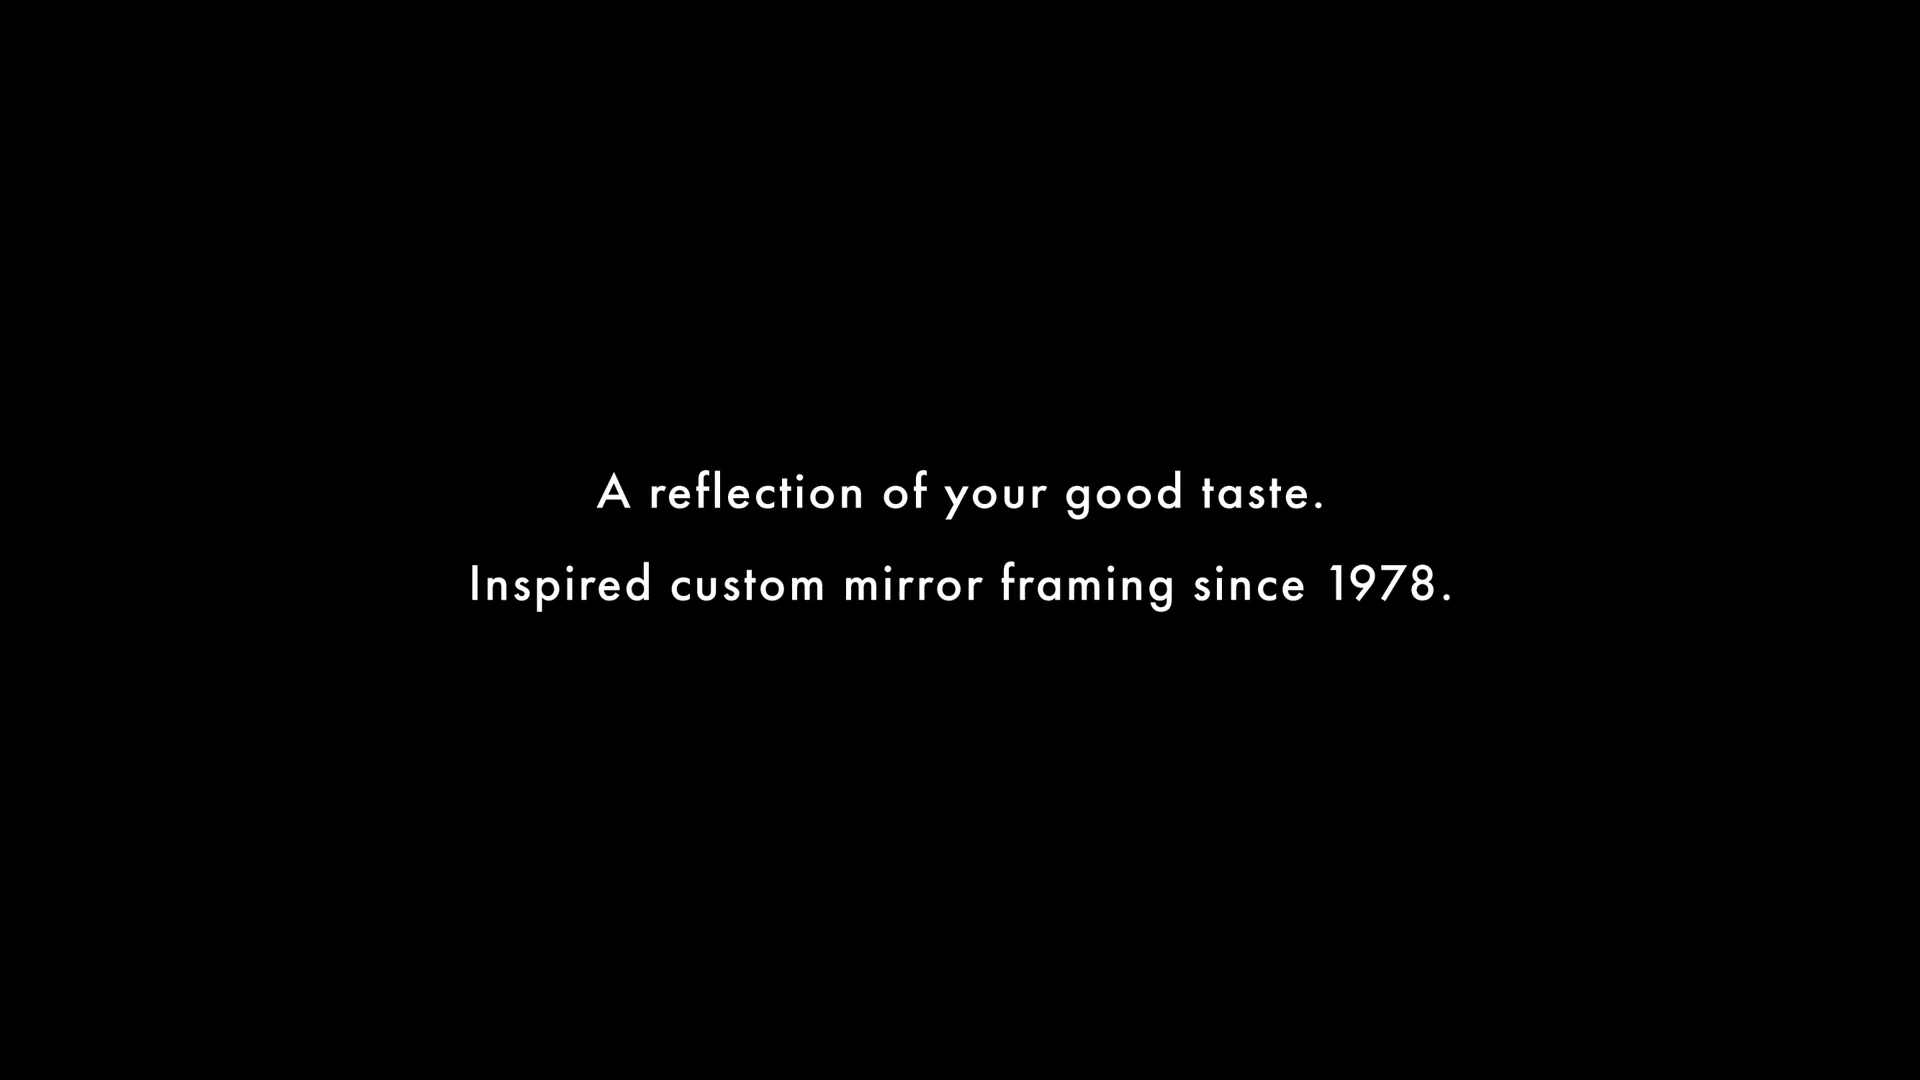 A reflection of your good taste.
Inspired custom mirror framing since 1978.